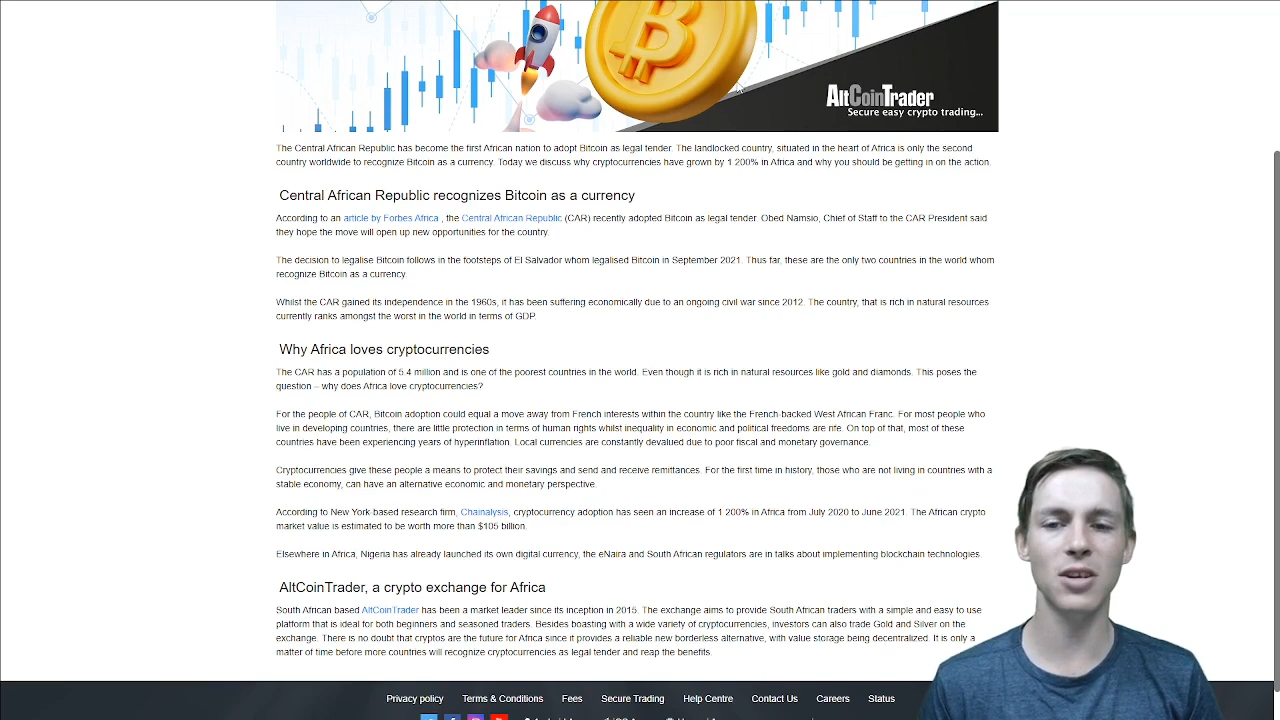 AltCoinTrader
Secure easy crypto trading...
The Central African Republic has become the first African nation to adopt Bitcoin as legal tender. The landlocked country, situated in the heart of Africa is only the second
country worldwide to recognize Bitcoin as a currency. Today we discuss why cryptocurrencies have grown by 1 200% in Africa and why you should be getting in on the action.
Central African Republic recognizes Bitcoin as a currency
According to an article by Forbes Africa , the Central African Republic (CAR) recently adopted Bitcoin as legal tender. Obed Namsio, Chief of Staff to the CAR President said
they hope the move will open up new opportunities for the country.
The decision to legalise Bitcoin follows in the footsteps of El Salvador whom legalised Bitcoin in September 2021. Thus far, these are the only two countries in the world whom
recognize Bitcoin as a currency.
Whilst the CAR gained its independence in the 1960s, it has been suffering economically due to an ongoing civil war since 2012. The country, that is rich in natural resources
currently ranks amongst the worst in the world in terms of GDP.
Why Africa loves cryptocurrencies
The CAR has a population of 5.4 million and is one of the poorest countries in the world. Even though it is rich in natural resources like gold and diamonds. This poses the
question – why does Africa love cryptocurrencies?
For the people of CAR, Bitcoin adoption could equal a move away from French interests within the country like the French-backed West African Franc. For most people who
live in developing countries, there are little protection in terms of human rights whilst inequality in economic and political freedoms are rife. On top of that, most of these
countries have been experiencing years of hyperinflation. Local currencies are constantly devalued due to poor fiscal and monetary governance.
Cryptocurrencies give these people a means to protect their savings and send and receive remittances. For the first time in history, those who are not living in countries with a
stable economy, can have an alternative economic and monetary perspective.
According to New York-based research firm, Chainalysis, cryptocurrency adoption has seen an increase of 1 200% in Africa from July 2020 to June 2021. The African crypto
market value is estimated to be worth more than $105 billion.
Elsewhere in Africa, Nigeria has already launched its own digital currency, the eNaira and South African regulators are in talks about implementing blockchain technologies.
AltCoinTrader, a crypto exchange for Africa
South African based AltCoinTrader has been a market leader since its inception in 2015. The exchange aims to provide South African traders with a simple and easy to use
platform that is ideal for both beginners and seasoned traders. Besides boasting with a wide variety of cryptocurrencies, investors can also trade Gold and Silver on the
exchange. There is no doubt that cryptos are the future for Africa since it provides a reliable new borderless alternative, with value storage being decentralized. It is only a
matter of time before more countries will recognize cryptocurrencies as legal tender and reap the benefits.
Privacy policy Terms & Conditions Fees Secure Trading Help Centre Contact Us Careers Status